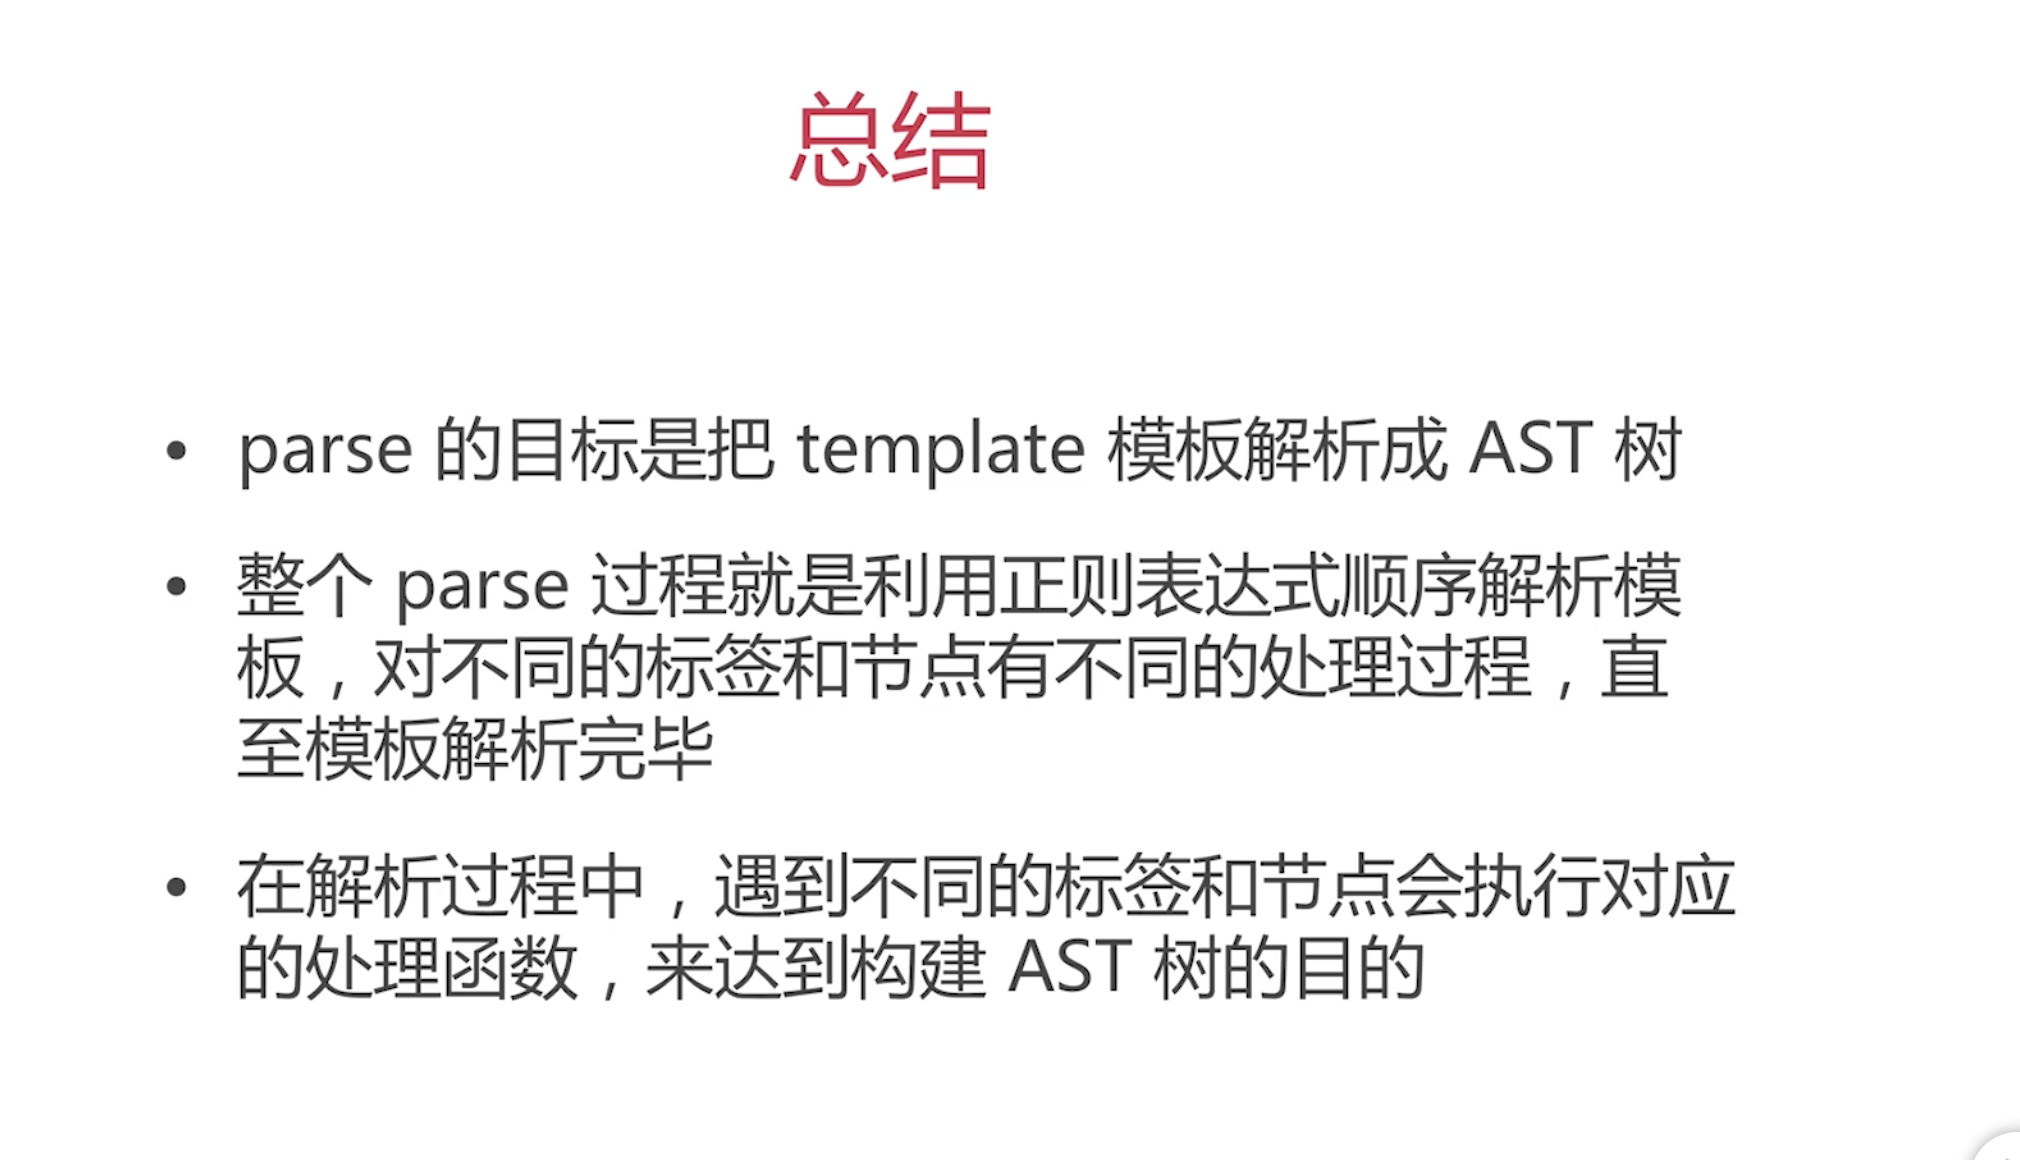 总结
• parse 的目标是把 template 模板解析成 AST 树
• 整个 parse 过程就是利用正则表达式顺序解析模
板，对不同的标签和节点有不同的处理过程，直
至模板解析完毕
• 在解析过程中，遇到不同的标签和节点会执行对应
的处理函数，来达到构建 AST 树的目的